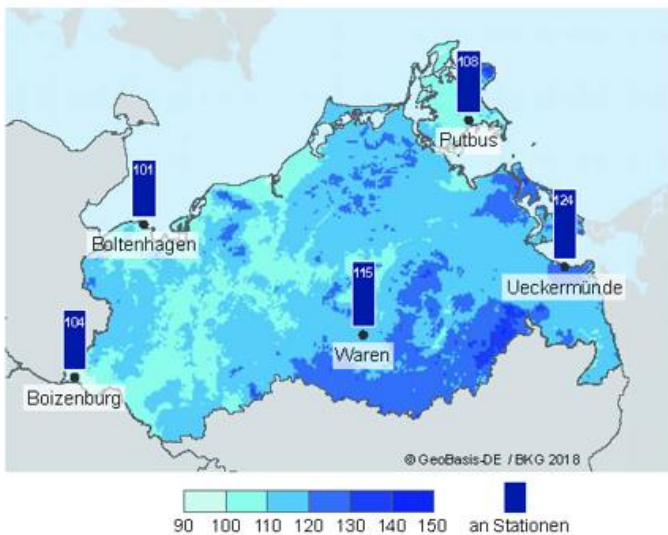 108
Putbus
101
Boltenhagen
124
Ueckermünde
115
Waren
104
Boizenburg
© GeoBasis-DE / BKG 2018
90 100 110 120 130 140 150
an Stationen